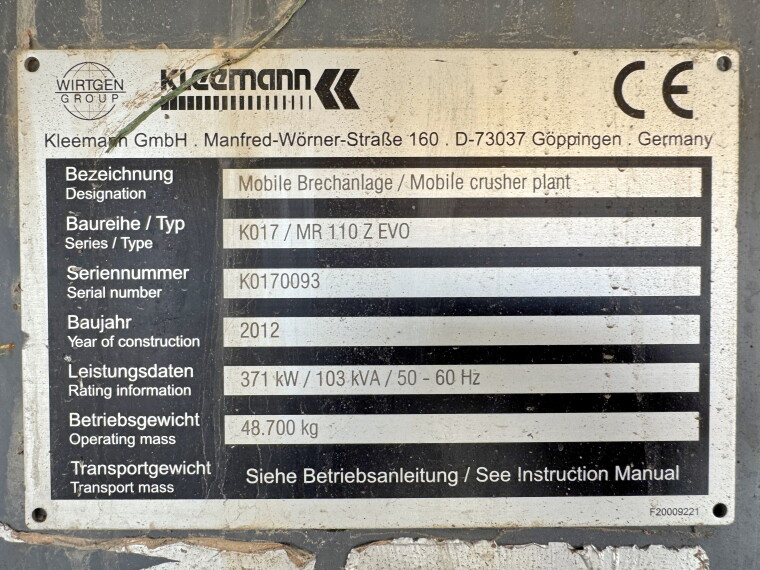 WIRTGEN
GROUP
Kleemann
CE
Kleemann GmbH . Manfred-Wörner-Straße 160 . D-73037 Göppingen . Germany
Bezeichnung
Designation
Mobile Brechanlage / Mobile crusher plant
Baureihe / Typ
Series / Type
K017 / MR 110 Z EVO
Seriennummer
Serial number
K0170093
Baujahr
Year of construction
2012
Leistungsdaten
Rating information
371 kW / 103 kVA / 50 - 60 Hz
Betriebsgewicht
Operating mass
48.700 kg
Transportgewicht
Transport mass
Siehe Betriebsanleitung / See Instruction Manual
F20009221